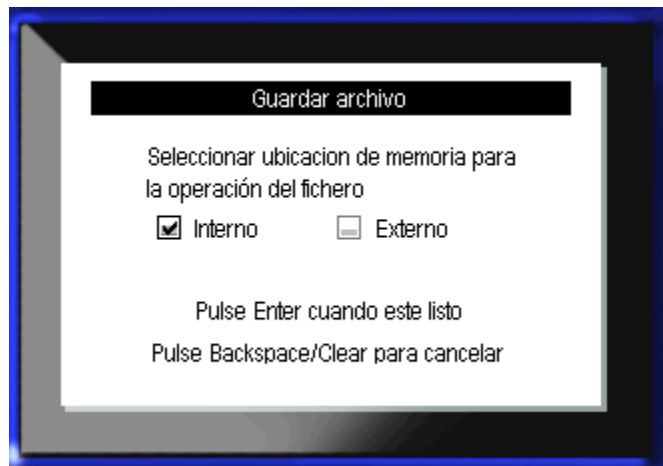 Guardar archivo
Seleccionar ubicacion de memoria para
la operación del fichero
Interno Externo
Pulse Enter cuando este listo
Pulse Backspace/Clear para cancelar